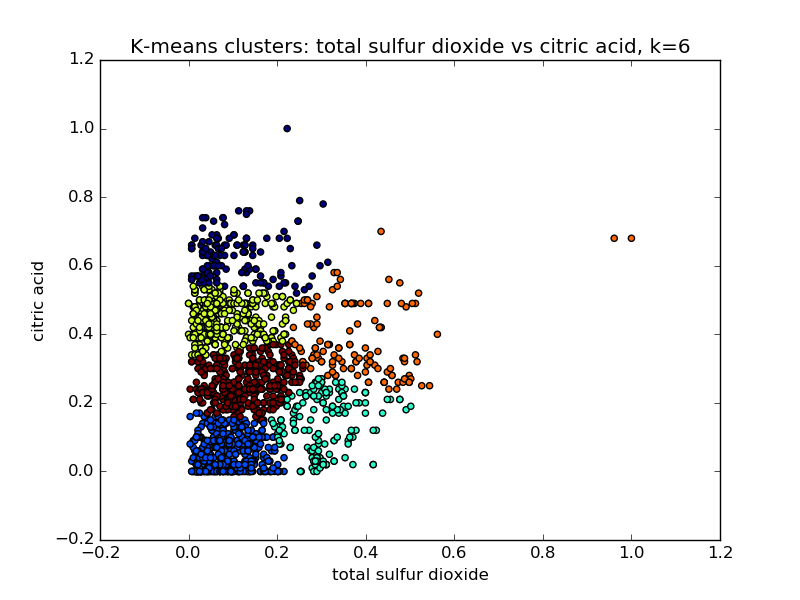 K-means clusters: total sulfur dioxide vs citric acid, k=6
1.2
1.0
0.8
0.6
0.4
0.2
0.0
−0.2
citric acid
−0.2 0.0 0.2 0.4 0.6 0.8 1.0 1.2
total sulfur dioxide